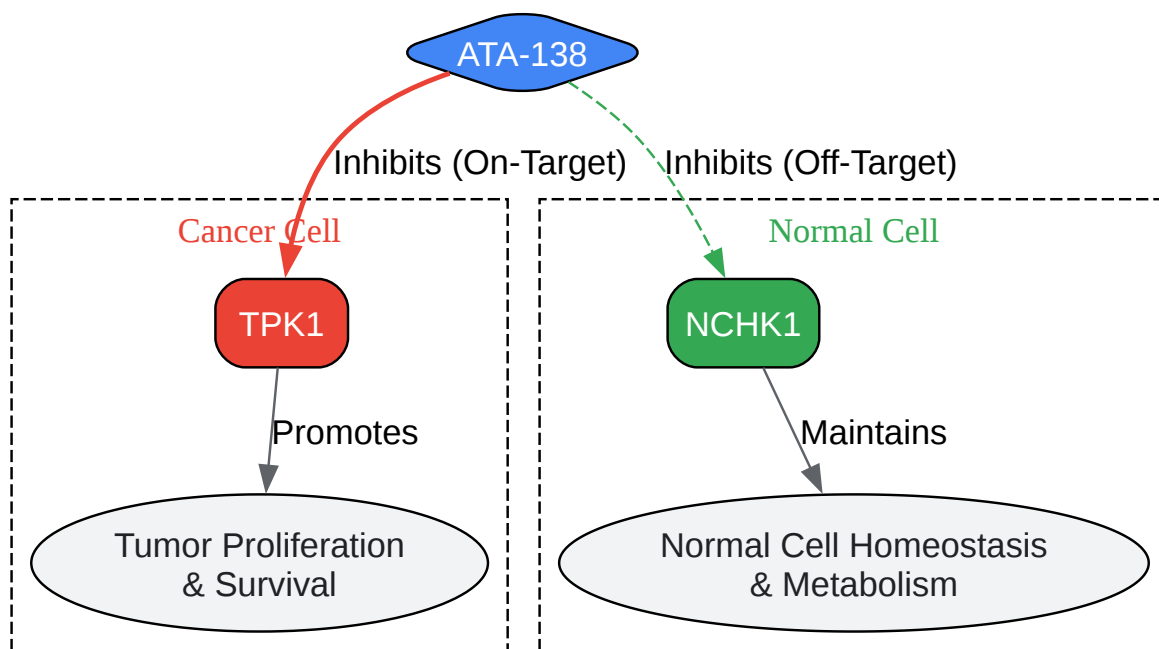 ATA-138
Inhibits (On-Target)
Inhibits (Off-Target)
Cancer Cell
Normal Cell
TPK1
NCHK1
Promotes
Maintains
Tumor Proliferation
& Survival
Normal Cell Homeostasis
& Metabolism